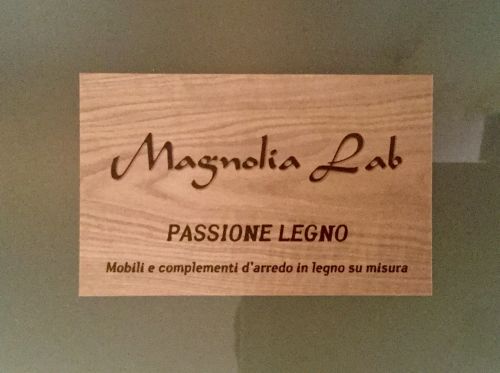 Magnolia Lab
PASSIONE LEGNO
Mobili e complementi d'arredo in legno su misura